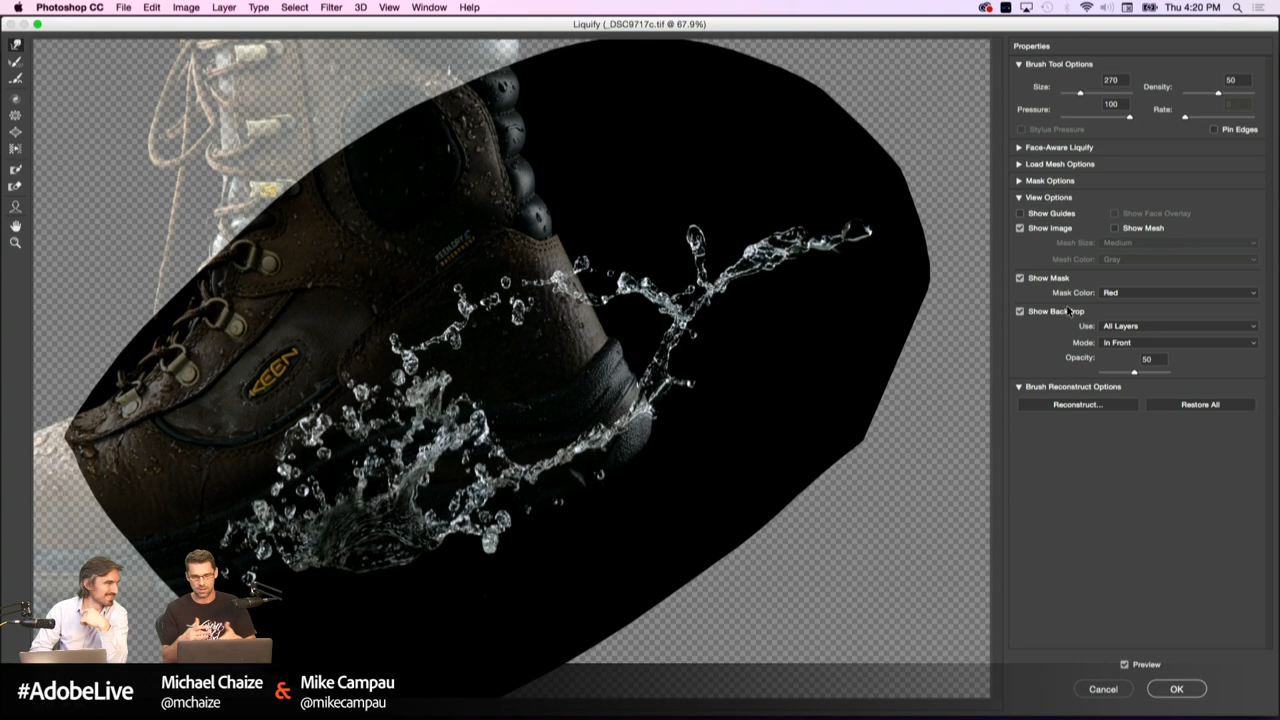 Photoshop CC File Edit Image Layer Type Select Filter 3D View Window Help Thu 4:20 PM
Liquify (_DSC9717c.tif @ 67.9%)
Properties
Brush Tool Options
Size: 270 Density: 50
Pressure: 100 Rate:
Stylus Pressure Pin Edges
Face-Aware Liquify
Load Mesh Options
Mask Options
View Options
Show Guides Show Face Overlay
Show Image Show Mesh
Mesh Size: Medium
Mesh Color: Gray
Show Mask
Mask Color: Red
Show Backdrop
Use: All Layers
Mode: In Front
Opacity: 50
Brush Reconstruct Options
Reconstruct... Restore All
KEEN
Preview
Cancel OK
#AdobeLive
Michael Chaize & Mike Campau
@mchaize @mikecampau